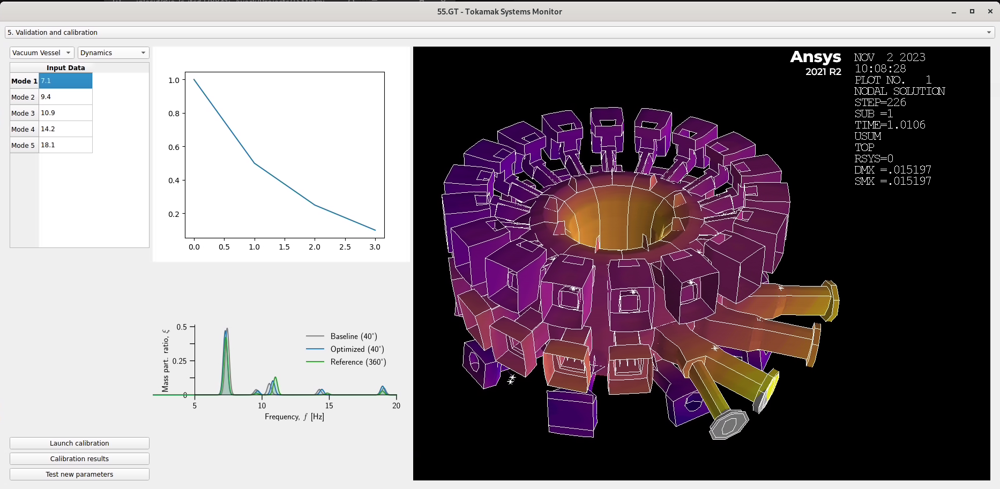 55.GT - Tokamak Systems Monitor
5. Validation and calibration
Vacuum Vessel
Dynamics
Input Data
Mode 1 7.1
Mode 2 9.4
Mode 3 10.9
Mode 4 14.2
Mode 5 18.1
1.0
0.8
0.6
0.4
0.2
0.0 0.5 1.0 1.5 2.0 2.5 3.0
Mass part. ratio, ξ
0.5
0.25
0
5 10 15 20
Frequency, f [Hz]
Baseline (40°)
Optimized (40°)
Reference (360°)
Launch calibration
Calibration results
Test new parameters
Ansys
2021 R2
NOV 2 2023
10:08:28
PLOT NO. 1
NODAL SOLUTION
STEP=226
SUB =1
TIME=1.0106
USUM
TOP
RSYS=0
DMX =.015197
SMX =.015197